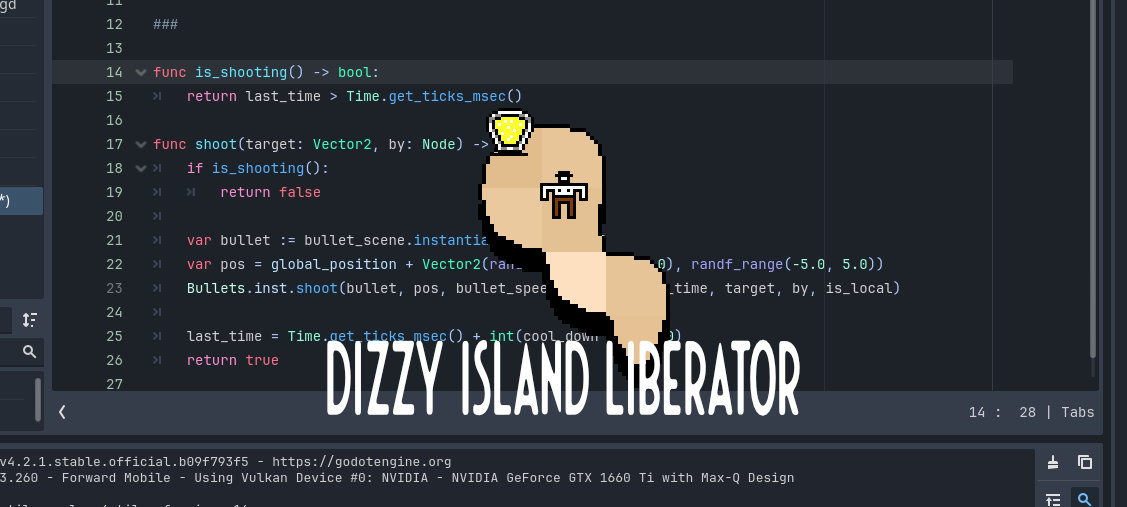 gd
11
12 ###
13
14 func is_shooting() -> bool:
15 return last_time > Time.get_ticks_msec()
16
17 func shoot(target: Vector2, by: Node) ->
18 if is_shooting():
19 return false
20
21 var bullet := bullet_scene.instantia
22 var pos = global_position + Vector2(ran 0), randf_range(-5.0, 5.0))
23 Bullets.inst.shoot(bullet, pos, bullet_spee _time, target, by, is_local)
24
25 last_time = Time.get_ticks_msec() + int(cool_down 0)
26 return true
27
*)
DIZZY ISLAND LIBERATOR
14 : 28 | Tabs
v4.2.1.stable.official.b09f793f5 - https://godotengine.org
3.260 - Forward Mobile - Using Vulkan Device #0: NVIDIA - NVIDIA GeForce GTX 1660 Ti with Max-Q Design